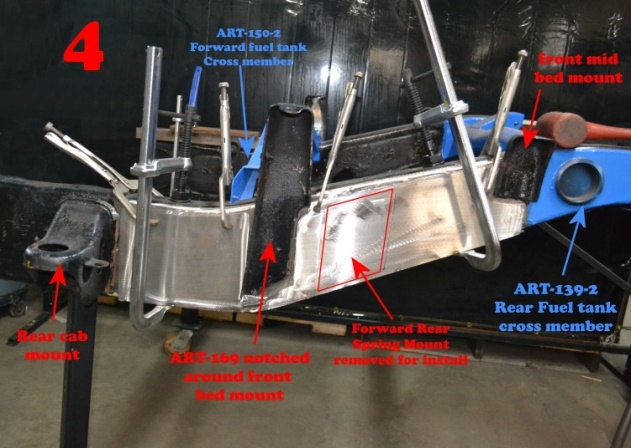 4
ART-150-2
Forward fuel tank
Cross member
front mid
bed mount
ART-139-2
Rear Fuel tank
cross member
Rear cab
mount
ART-169 notched
around front
bed mount
Forward Rear
Spring Mount
removed for install